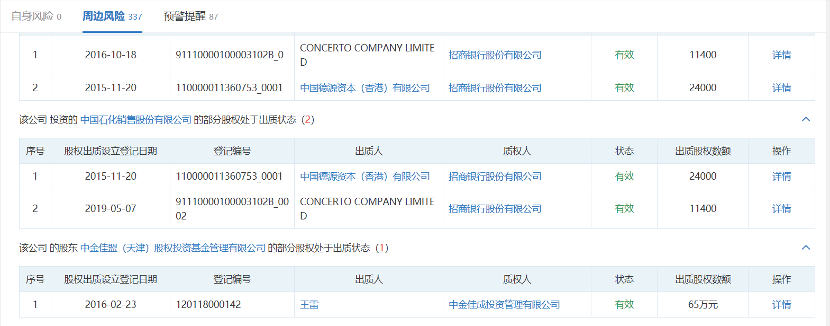 自身风险 0 周边风险 337 预警提醒 87
1 2016-10-18 91110000100003102B_0 CONCERTO COMPANY LIMITE 招商银行股份有限公司 有效 11400 详情
D
2 2015-11-20 110000011360753_0001 中国德源资本（香港）有限公司 招商银行股份有限公司 有效 24000 详情
该公司 投资的 中国石化销售股份有限公司 的部分股权处于出质状态（2）
序号 股权出质设立登记日期 登记编号 出质人 质权人 状态 出质股权数额 操作
1 2015-11-20 110000011360753_0001 中国德源资本（香港）有限公司 招商银行股份有限公司 有效 24000 详情
2 2019-05-07 91110000100003102B_00 CONCERTO COMPANY LIMITE 招商银行股份有限公司 有效 11400 详情
02 D
该公司 的股东 中金佳盟（天津）股权投资基金管理有限公司 的部分股权处于出质状态（1）
序号 股权出质设立登记日期 登记编号 出质人 质权人 状态 出质股权数额 操作
1 2016-02-23 120118000142 王雷 中金佳成投资管理有限公司 有效 65万元 详情